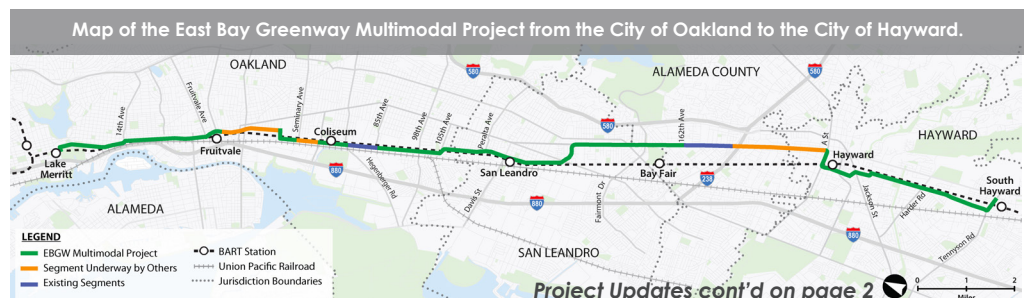 Map of the East Bay Greenway Multimodal Project from the City of Oakland to the City of Hayward.
OAKLAND
580
ALAMEDA COUNTY
580
14th Ave
Fruitvale Ave
Seminary Ave
85th Ave
98th Ave
105th Ave
Peralta Ave
580
162th Ave
A St
HAYWARD
Coliseum
Lake
Merritt
Fruitvale
880
Hegenberger Rd
San Leandro
Bay Fair
238
Hayward
South
Hayward
ALAMEDA
Davis St
880
Fairmont Dr
Jackson St
Harder Rd
880
Tennyson Rd
SAN LEANDRO
LEGEND
EBGW Multimodal Project
Segment Underway by Others
Existing Segments
BART Station
Union Pacific Railroad
Jurisdiction Boundaries
Project Updates cont'd on page 2
0 1 2
Miles